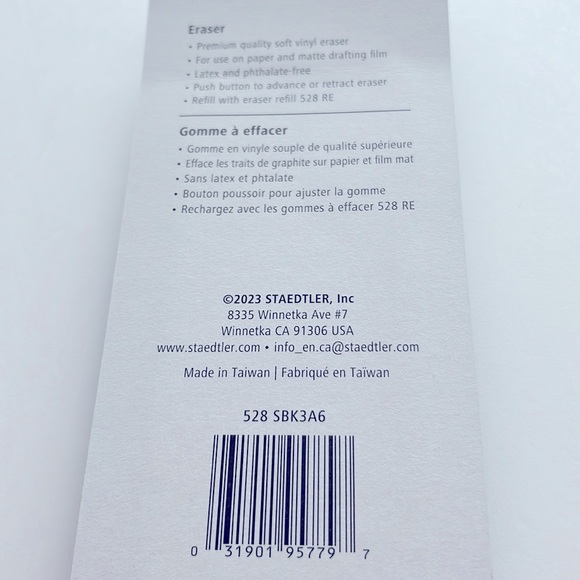 Eraser
• Premium quality soft vinyl eraser
• For use on paper and matte drafting film
• Latex and phthalate-free
• Push button to advance or retract eraser
• Refill with eraser refill 528 RE
Gomme à effacer
• Gomme en vinyle souple de qualité supérieure
• Efface les traits de graphite sur papier et film mat
• Sans latex et phtalate
• Bouton poussoir pour ajuster la gomme
• Rechargez avec les gommes à effacer 528 RE
©2023 STAEDTLER, Inc
8335 Winnetka Ave #7
Winnetka CA 91306 USA
www.staedtler.com • info_en.ca@staedtler.com
Made in Taiwan | Fabriqué en Taïwan
528 SBK3A6
0 31901 95779 7